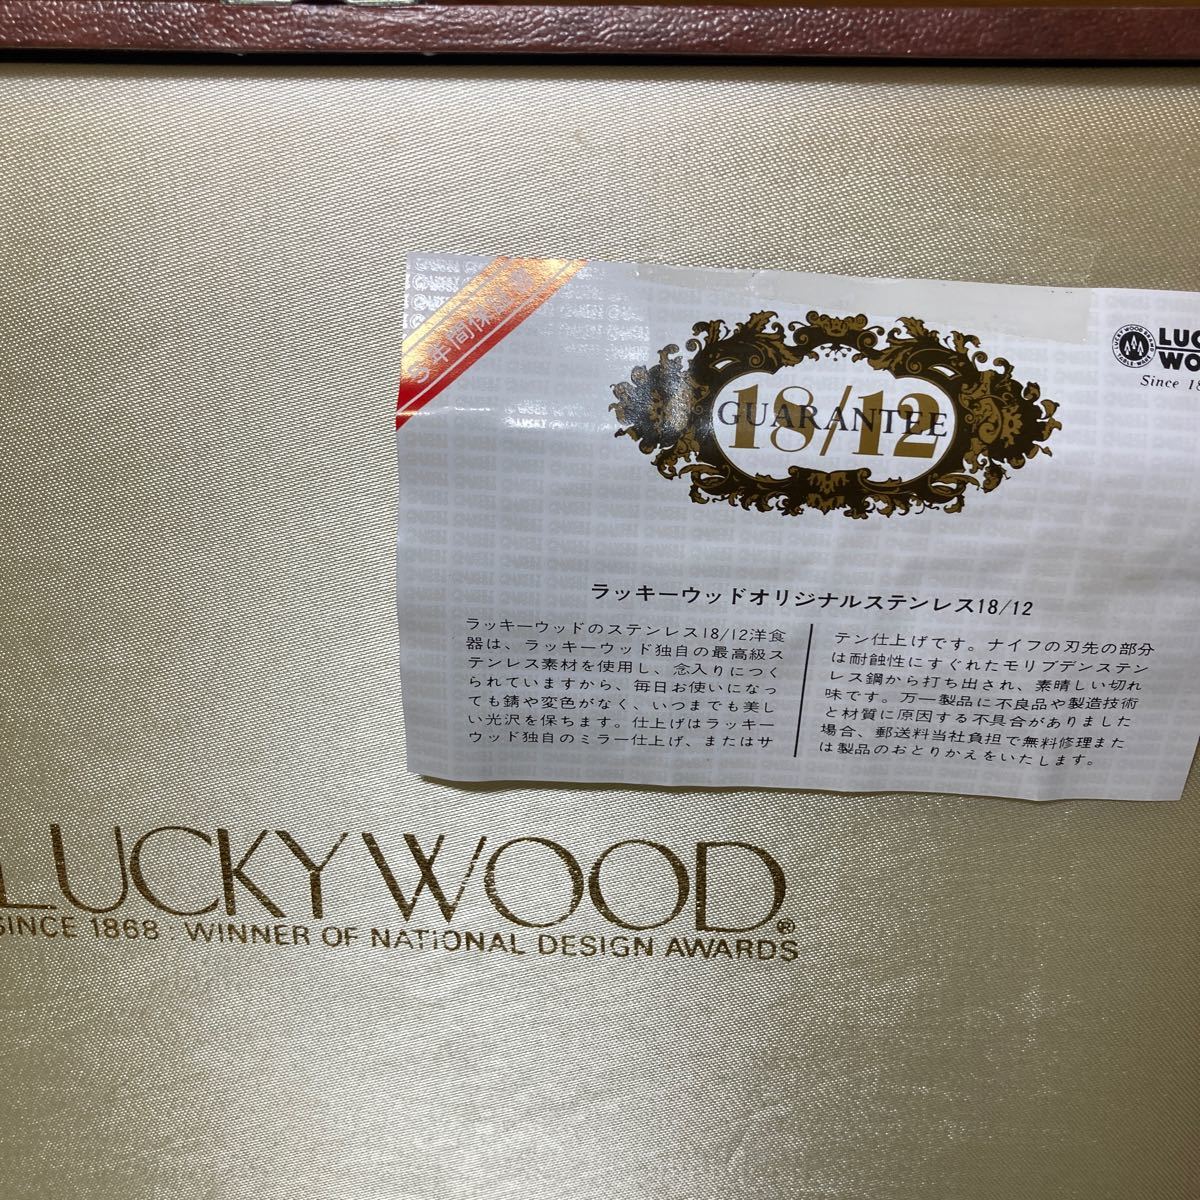 GUARANTEE
18/12
Since 18
ラッキーウッドオリジナルステンレス18/12
ラッキーウッドのステンレス18/12洋食
器は、ラッキーウッド独自の最高級ス
テンレス素材を使用し、念入りにつく
られていますから、毎日お使いになっ
ても錆や変色がなく、いつまでも美し
い光沢を保ちます。仕上げはラッキー
ウッド独自のミラー仕上げ、またはサ
テン仕上げです。ナイフの刃先の部分
は耐蝕性にすぐれたモリブデンステン
レス鋼から打ち出され、素晴しい切れ
味です。万一製品に不良品や製造技術
と材質に原因する不具合がありました
場合、郵送料当社負担で無料修理また
は製品のおとりかえをいたします。
LUCKY WOOD®
SINCE 1868 · WINNER OF NATIONAL DESIGN AWARDS